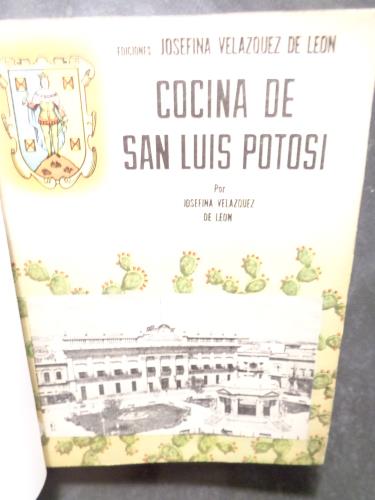 EDICIONES JOSEFINA VELAZQUEZ DE LEON
COCINA DE
SAN LUIS POTOSI
Por
JOSEFINA VELAZQUEZ
DE LEON